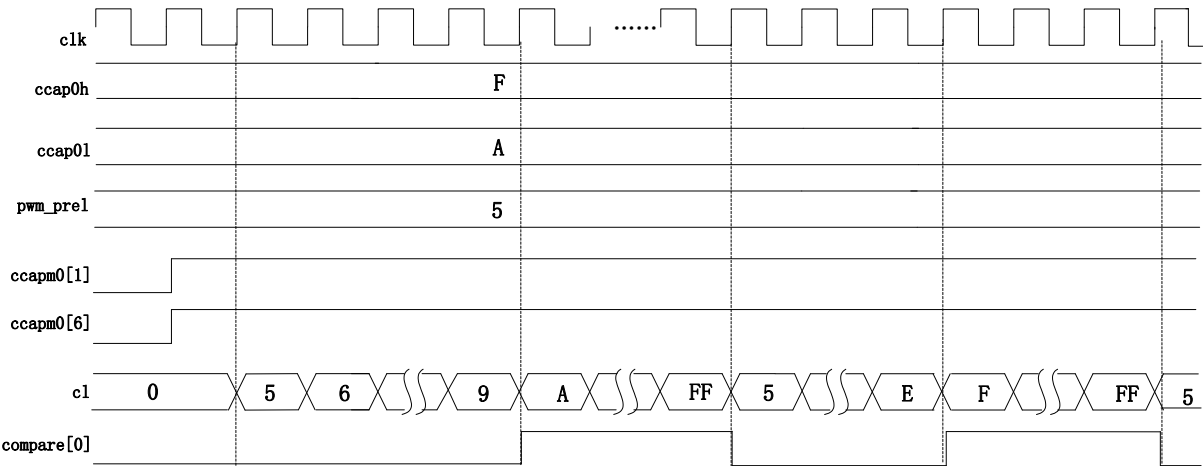 clk ......
ccap0h F
ccap0l A
pwm_prel 5
ccapm0[1]
ccapm0[6]
cl 0 5 6 9 A FF 5 E F FF 5
compare[0]